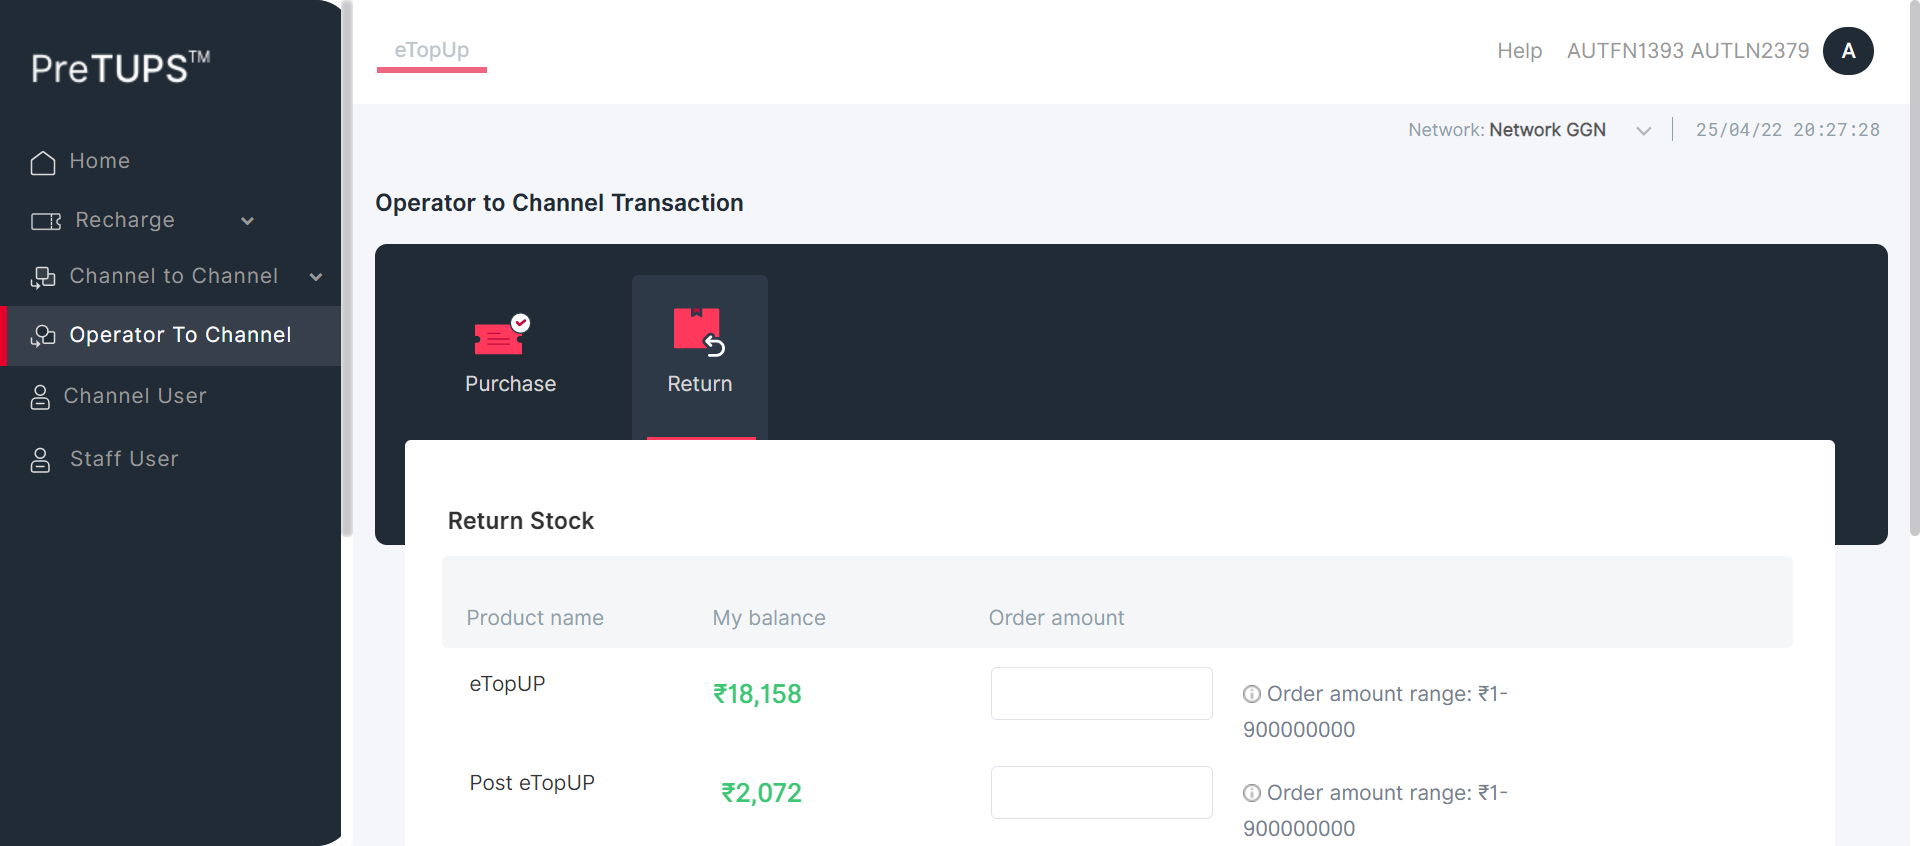 PreTUPS™
eTopUp
Help
AUTFN1393 AUTLN2379
A
Network: Network GGN
25/04/22 20:27:28
Home
Recharge
Channel to Channel
Operator To Channel
Channel User
Staff User
Operator to Channel Transaction
Purchase
Return
Return Stock
Product name
My balance
Order amount
eTopUP
₹18,158
Order amount range: ₹1-
900000000
Post eTopUP
₹2,072
Order amount range: ₹1-
900000000